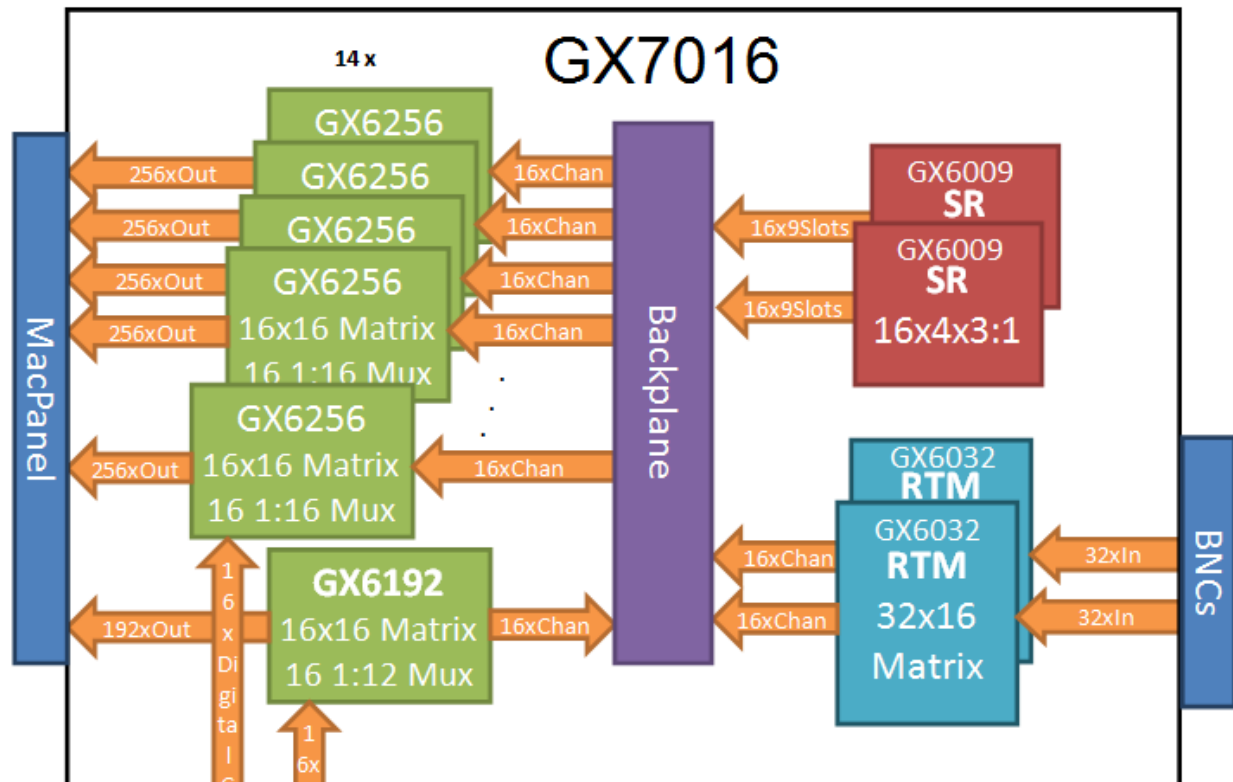 GX7016
14 x
GX6256
GX6256
GX6256
GX6256
16x16 Matrix
16 1:16 Mux
GX6256
16x16 Matrix
16 1:16 Mux
GX6192
16x16 Matrix
16 1:12 Mux
MacPanel
256xOut
256xOut
256xOut
256xOut
256xOut
192xOut
16xChan
16xChan
16xChan
16xChan
16xChan
16xChan
Backplane
16x9Slots
16x9Slots
GX6009
SR
GX6009
SR
16x4x3:1
GX6032
RTM
GX6032
RTM
32x16
Matrix
16xChan
16xChan
32xIn
32xIn
BNCs
1
6
x
Di
gi
ta
l
1
6x